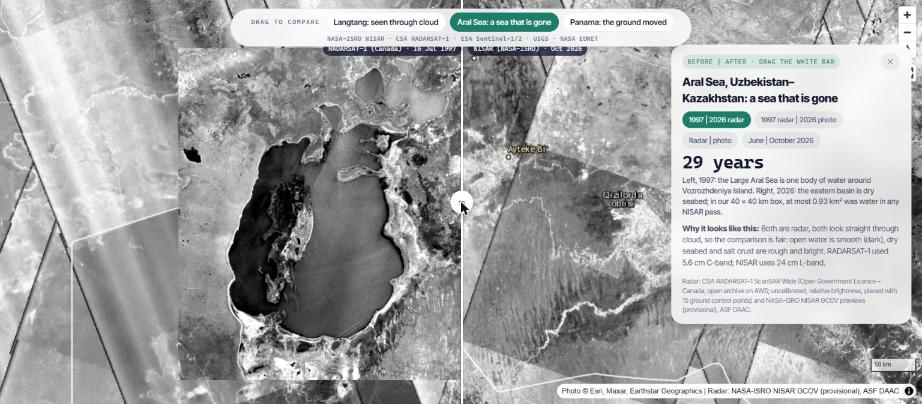 DRAG TO COMPARE
Langtang: seen through cloud
Aral Sea: a sea that is gone
Panama: the ground moved
NASA-ISRO NISAR · CSA RADARSAT-1 · ESA Sentinel-1/2 · USGS · NASA EONET
RADARSAT-1 (Canada) · 16 Jul 1997
NISAR (NASA-ISRO) · Oct 2026
BEFORE | AFTER · DRAG THE WHITE BAR
Aral Sea, Uzbekistan–
Kazakhstan: a sea that is gone
1997 | 2026 radar
1997 radar | 2026 photo
Radar | photo
June | October 2026
29 years
Left, 1997: the Large Aral Sea is one body of water around
Vozrozhdeniya Island. Right, 2026: the eastern basin is dry
seabed; in our 40 × 40 km box, at most 0.93 km² was water in any
NISAR pass.
Why it looks like this: Both are radar, both look straight through
cloud, so the comparison is fair: open water is smooth (dark), dry
seabed and salt crust are rough and bright. RADARSAT-1 used
5.6 cm C-band; NISAR uses 24 cm L-band.
Radar: CSA RADARSAT-1 ScanSAR Wide (Open Government Licence –
Canada, open archive on AWS; uncalibrated, relative brightness, placed with
15 ground control points) and NASA-ISRO NISAR GCOV previews
(provisional), ASF DAAC.
Ayteke Bi
50 km
Photo © Esri, Maxar, Earthstar Geographics | Radar: NASA-ISRO NISAR GCOV (provisional), ASF DAAC